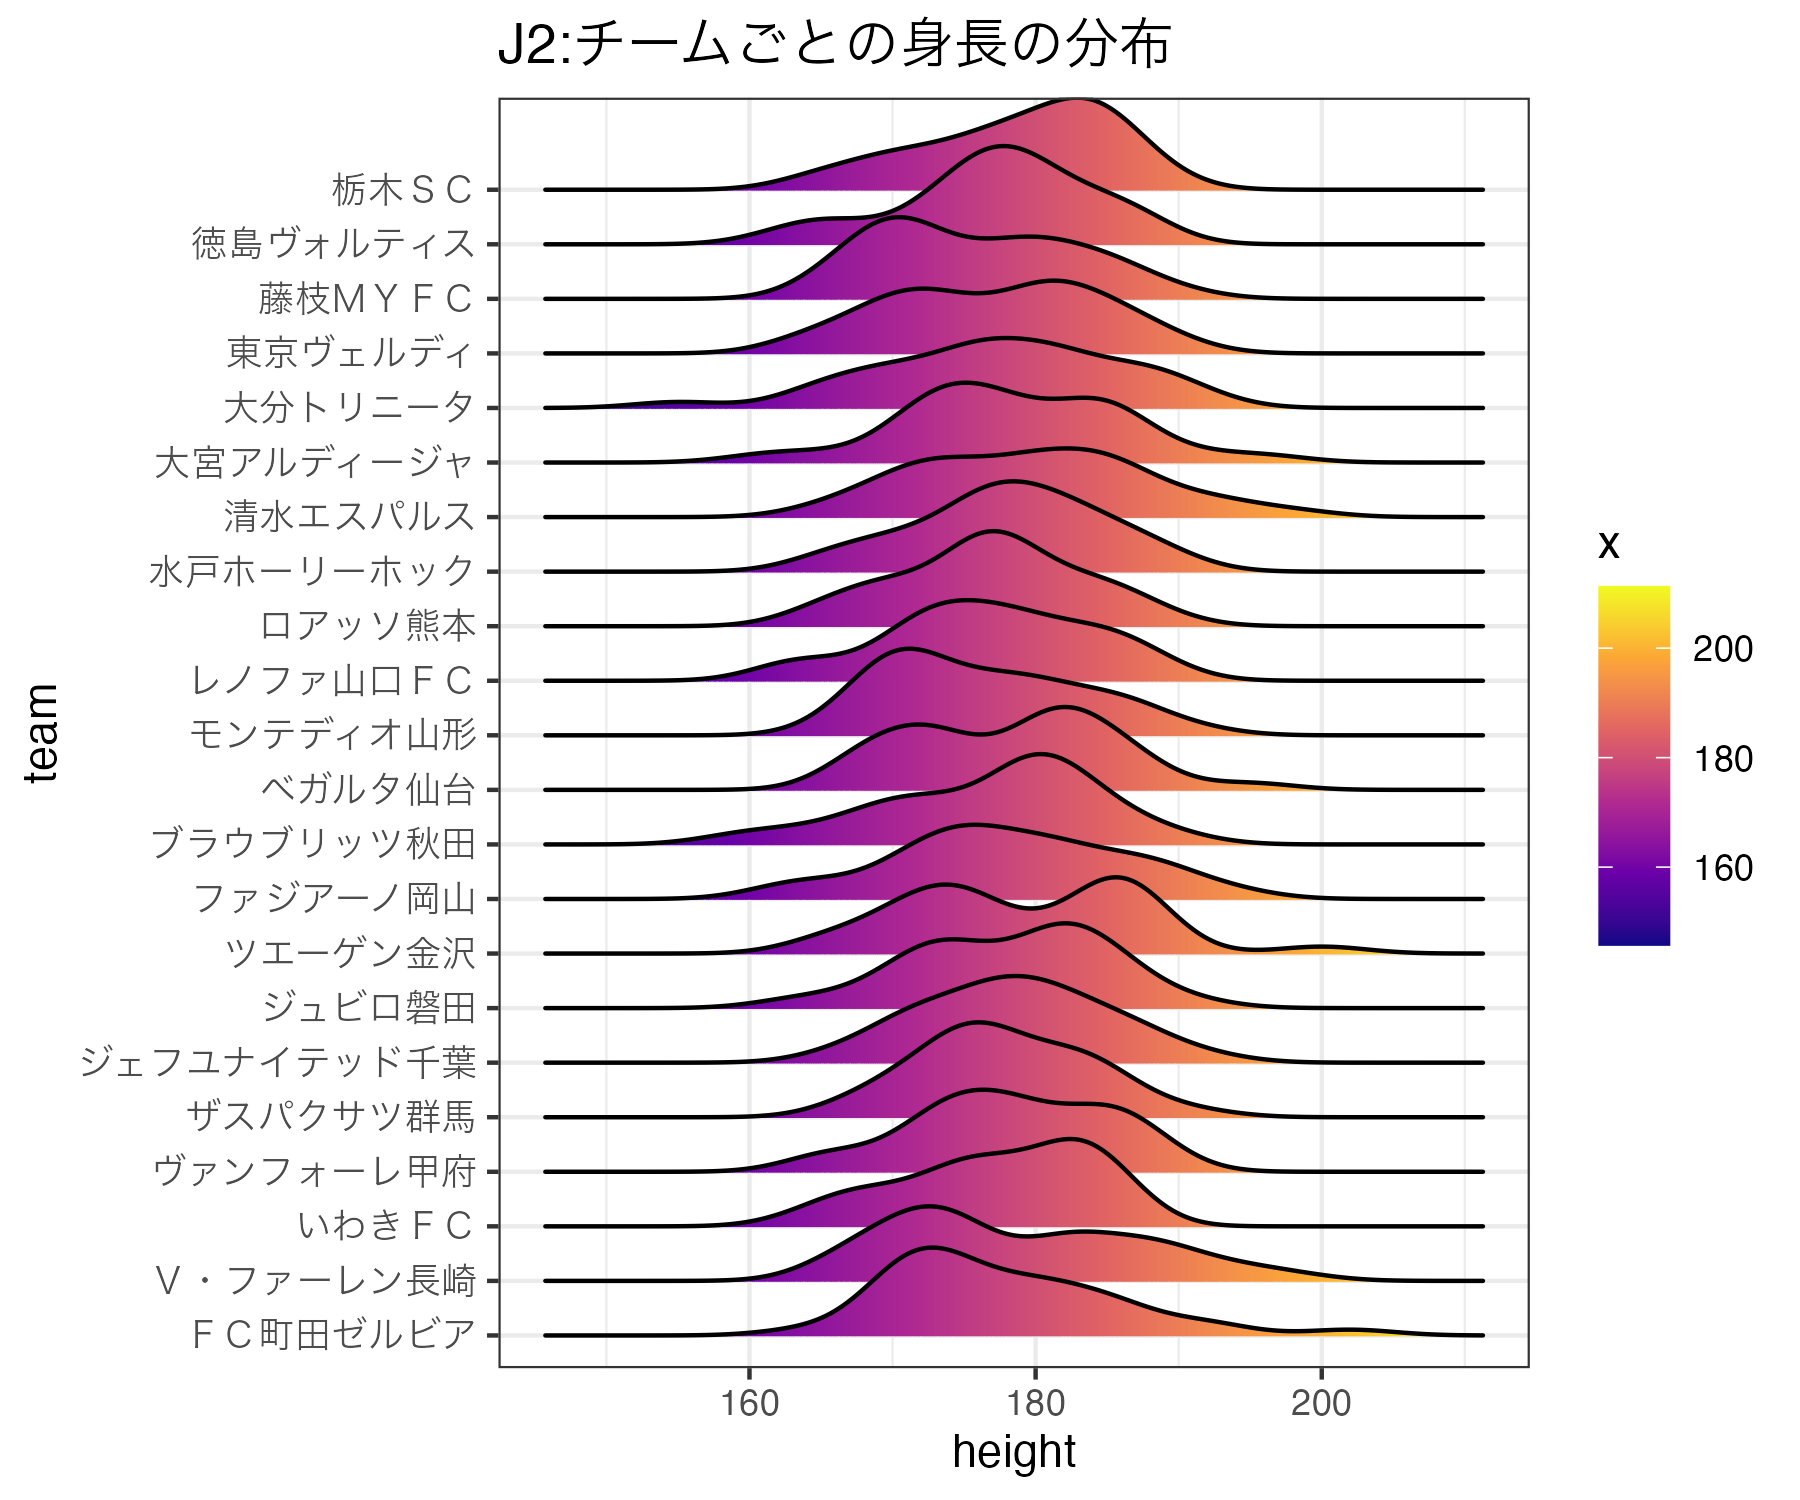 J2:チームごとの身長の分布
栃木ＳＣ
徳島ヴォルティス
藤枝ＭＹＦＣ
東京ヴェルディ
大分トリニータ
大宮アルディージャ
清水エスパルス
水戸ホーリーホック
ロアッソ熊本
レノファ山口ＦＣ
モンテディオ山形
ベガルタ仙台
ブラウブリッツ秋田
ファジアーノ岡山
ツエーゲン金沢
ジュビロ磐田
ジェフユナイテッド千葉
ザスパクサツ群馬
ヴァンフォーレ甲府
いわきＦＣ
Ｖ・ファーレン長崎
ＦＣ町田ゼルビア
team
160 180 200
height
x
200
180
160